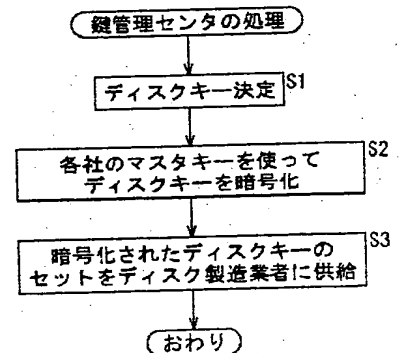 鍵管理センタの処理
ディスクキー決定
S1
各社のマスタキーを使って
ディスクキーを暗号化
S2
暗号化されたディスクキーの
セットをディスク製造業者に供給
S3
おわり